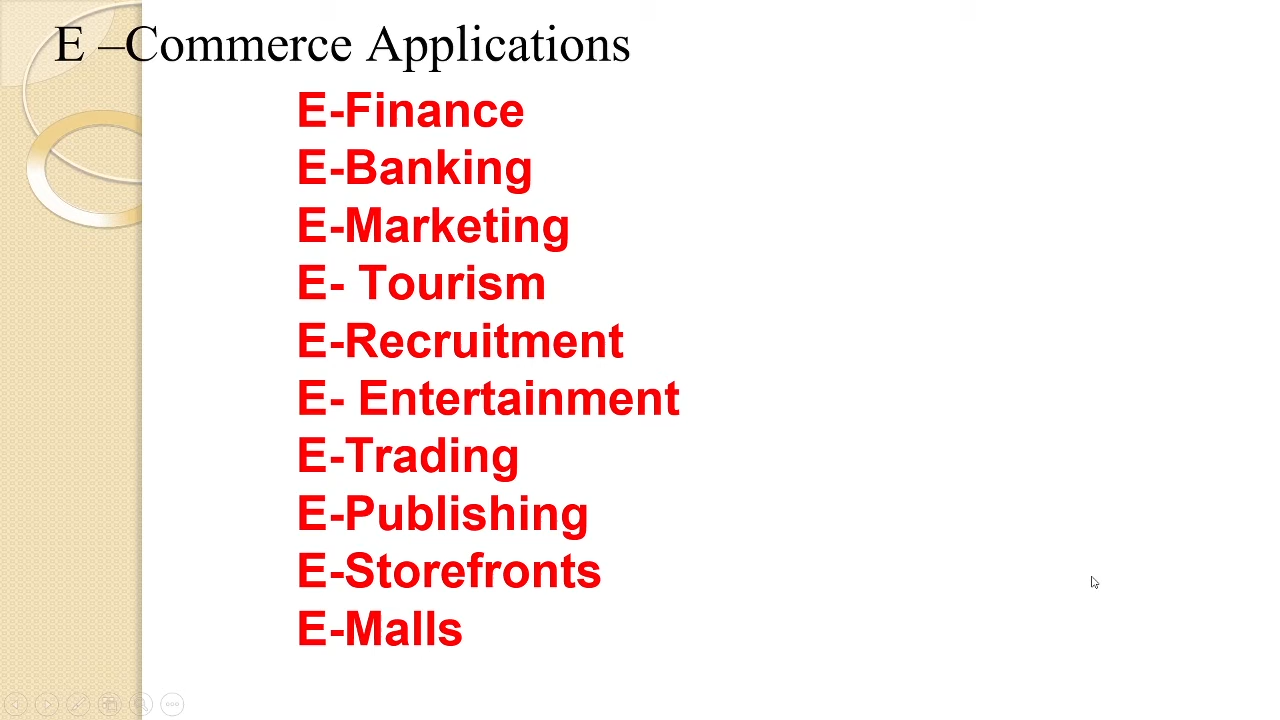 E –Commerce Applications
E-Finance
E-Banking
E-Marketing
E- Tourism
E-Recruitment
E- Entertainment
E-Trading
E-Publishing
E-Storefronts
E-Malls